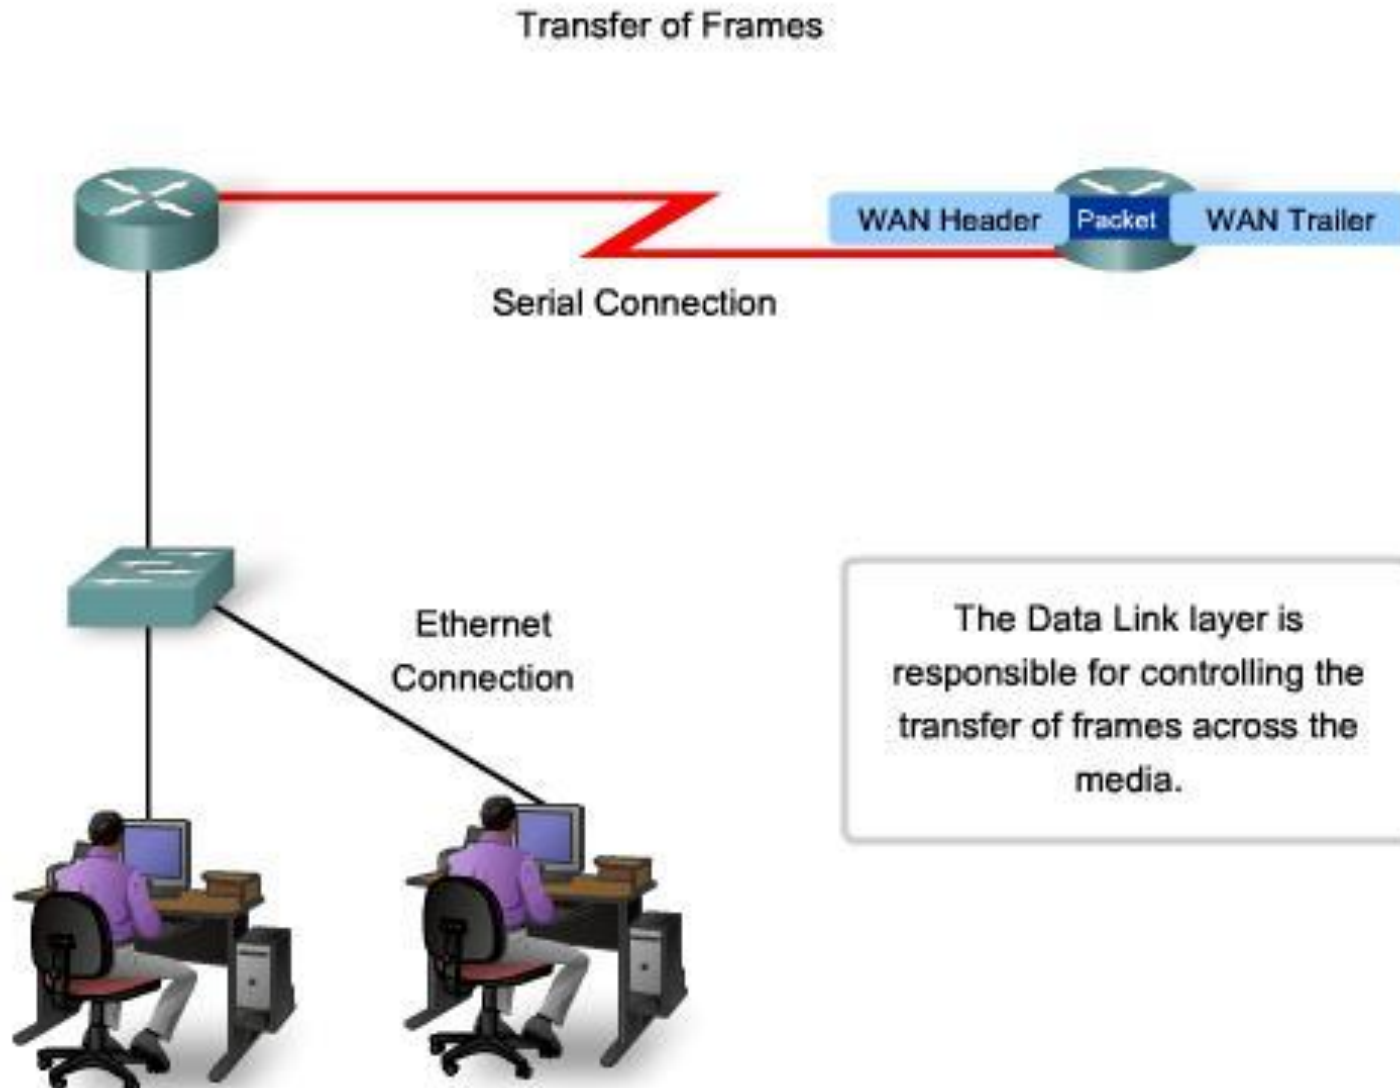 Transfer of Frames
WAN Header Packet WAN Trailer
Serial Connection
Ethernet
Connection
The Data Link layer is
responsible for controlling the
transfer of frames across the
media.